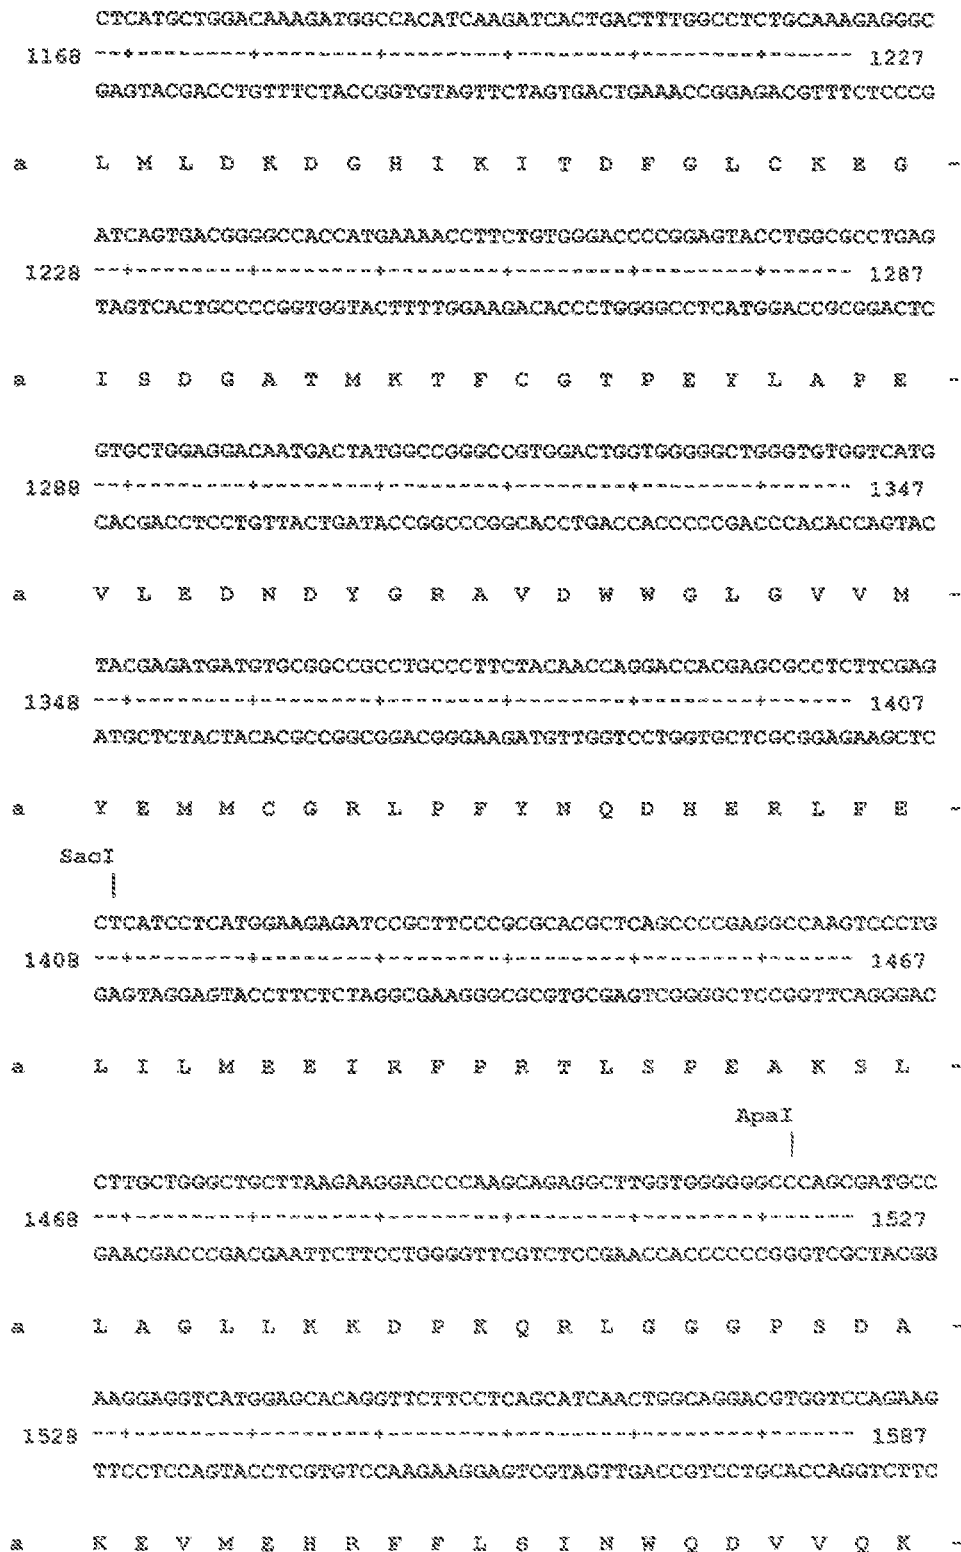 CTCATGCTGGACAAAGATGGCCACATCAAGATCACTGACTTTGGCCTCTGCAAAGAGGGC
1168 --+---------+---------+---------+---------+---------+------- 1227
GAGTACGACCTGTTTCTACCGGTGTAGTTCTAGTGACTGAAACCGGAGACGTTTCTCCCG
a L M L D K D G H I K I T D F G L C K E G -
ATCAGTGACGGGGCCACCATGAAAACCTTCTGTGGGACCCCGGAGTACCTGGCGCCTGAG
1228 --+---------+---------+---------+---------+---------+------- 1287
TAGTCACTGCCCCGGTGGTACTTTTGGAAGACACCCTGGGGCCTCATGGACCGCGGACTC
a I S D G A T M K T F C G T P E Y L A P E -
GTGCTGGAGGACAATGACTATGGCCGGGCCGTGGACTGGTGGGGGCTGGGTGTGGTCATG
1288 --+---------+---------+---------+---------+---------+------- 1347
CACGACCTCCTGTTACTGATACCGGCCCGGCACCTGACCACCCCCGACCCACACCAGTAC
a V L E D N D Y G R A V D W W G L G V V M -
TACGAGATGATGTGCGGCCGCCTGCCCTTCTACAACCAGGACCACGAGCGCCTCTTCGAG
1348 --+---------+---------+---------+---------+---------+------- 1407
ATGCTCTACTACACGCCGGCGGACGGGAAGATGTTGGTCCTGGTGCTCGCGGAGAAGCTC
a Y E M M C G R L P F Y N Q D H E R L F E -
SacI
|
CTCATCCTCATGGAAGAGATCCGCTTCCCGCGCACGCTCAGCCCCGAGGCCAAGTCCCTG
1408 --+---------+---------+---------+---------+---------+------- 1467
GAGTAGGAGTACCTTCTCTAGGCGAAGGGCGCGTGCGAGTCGGGGCTCCGGTTCAGGGAC
a L I L M E E I R F P R T L S P E A K S L -
ApaI
|
CTTGCTGGGCTGCTTAAGAAGGACCCCAAGCAGAGGCTTGGTGGGGGGCCCAGCGATGCC
1468 --+---------+---------+---------+---------+---------+------- 1527
GAACGACCCGACGAATTCTTCCTGGGGTTCGTCTCCGAACCACCCCCCGGGTCGCTACGG
a L A G L L K K D P K Q R L G G G P S D A -
AAGGAGGTCATGGAGCACAGGTTCTTCCTCAGCATCAACTGGCAGGACGTGGTCCAGAAG
1528 --+---------+---------+---------+---------+---------+------- 1587
TTCCTCCAGTACCTCGTGTCCAAGAAGGAGTCGTAGTTGACCGTCCTGCACCAGGTCTTC
a K E V M E H R F F L S I N W Q D V V Q K -